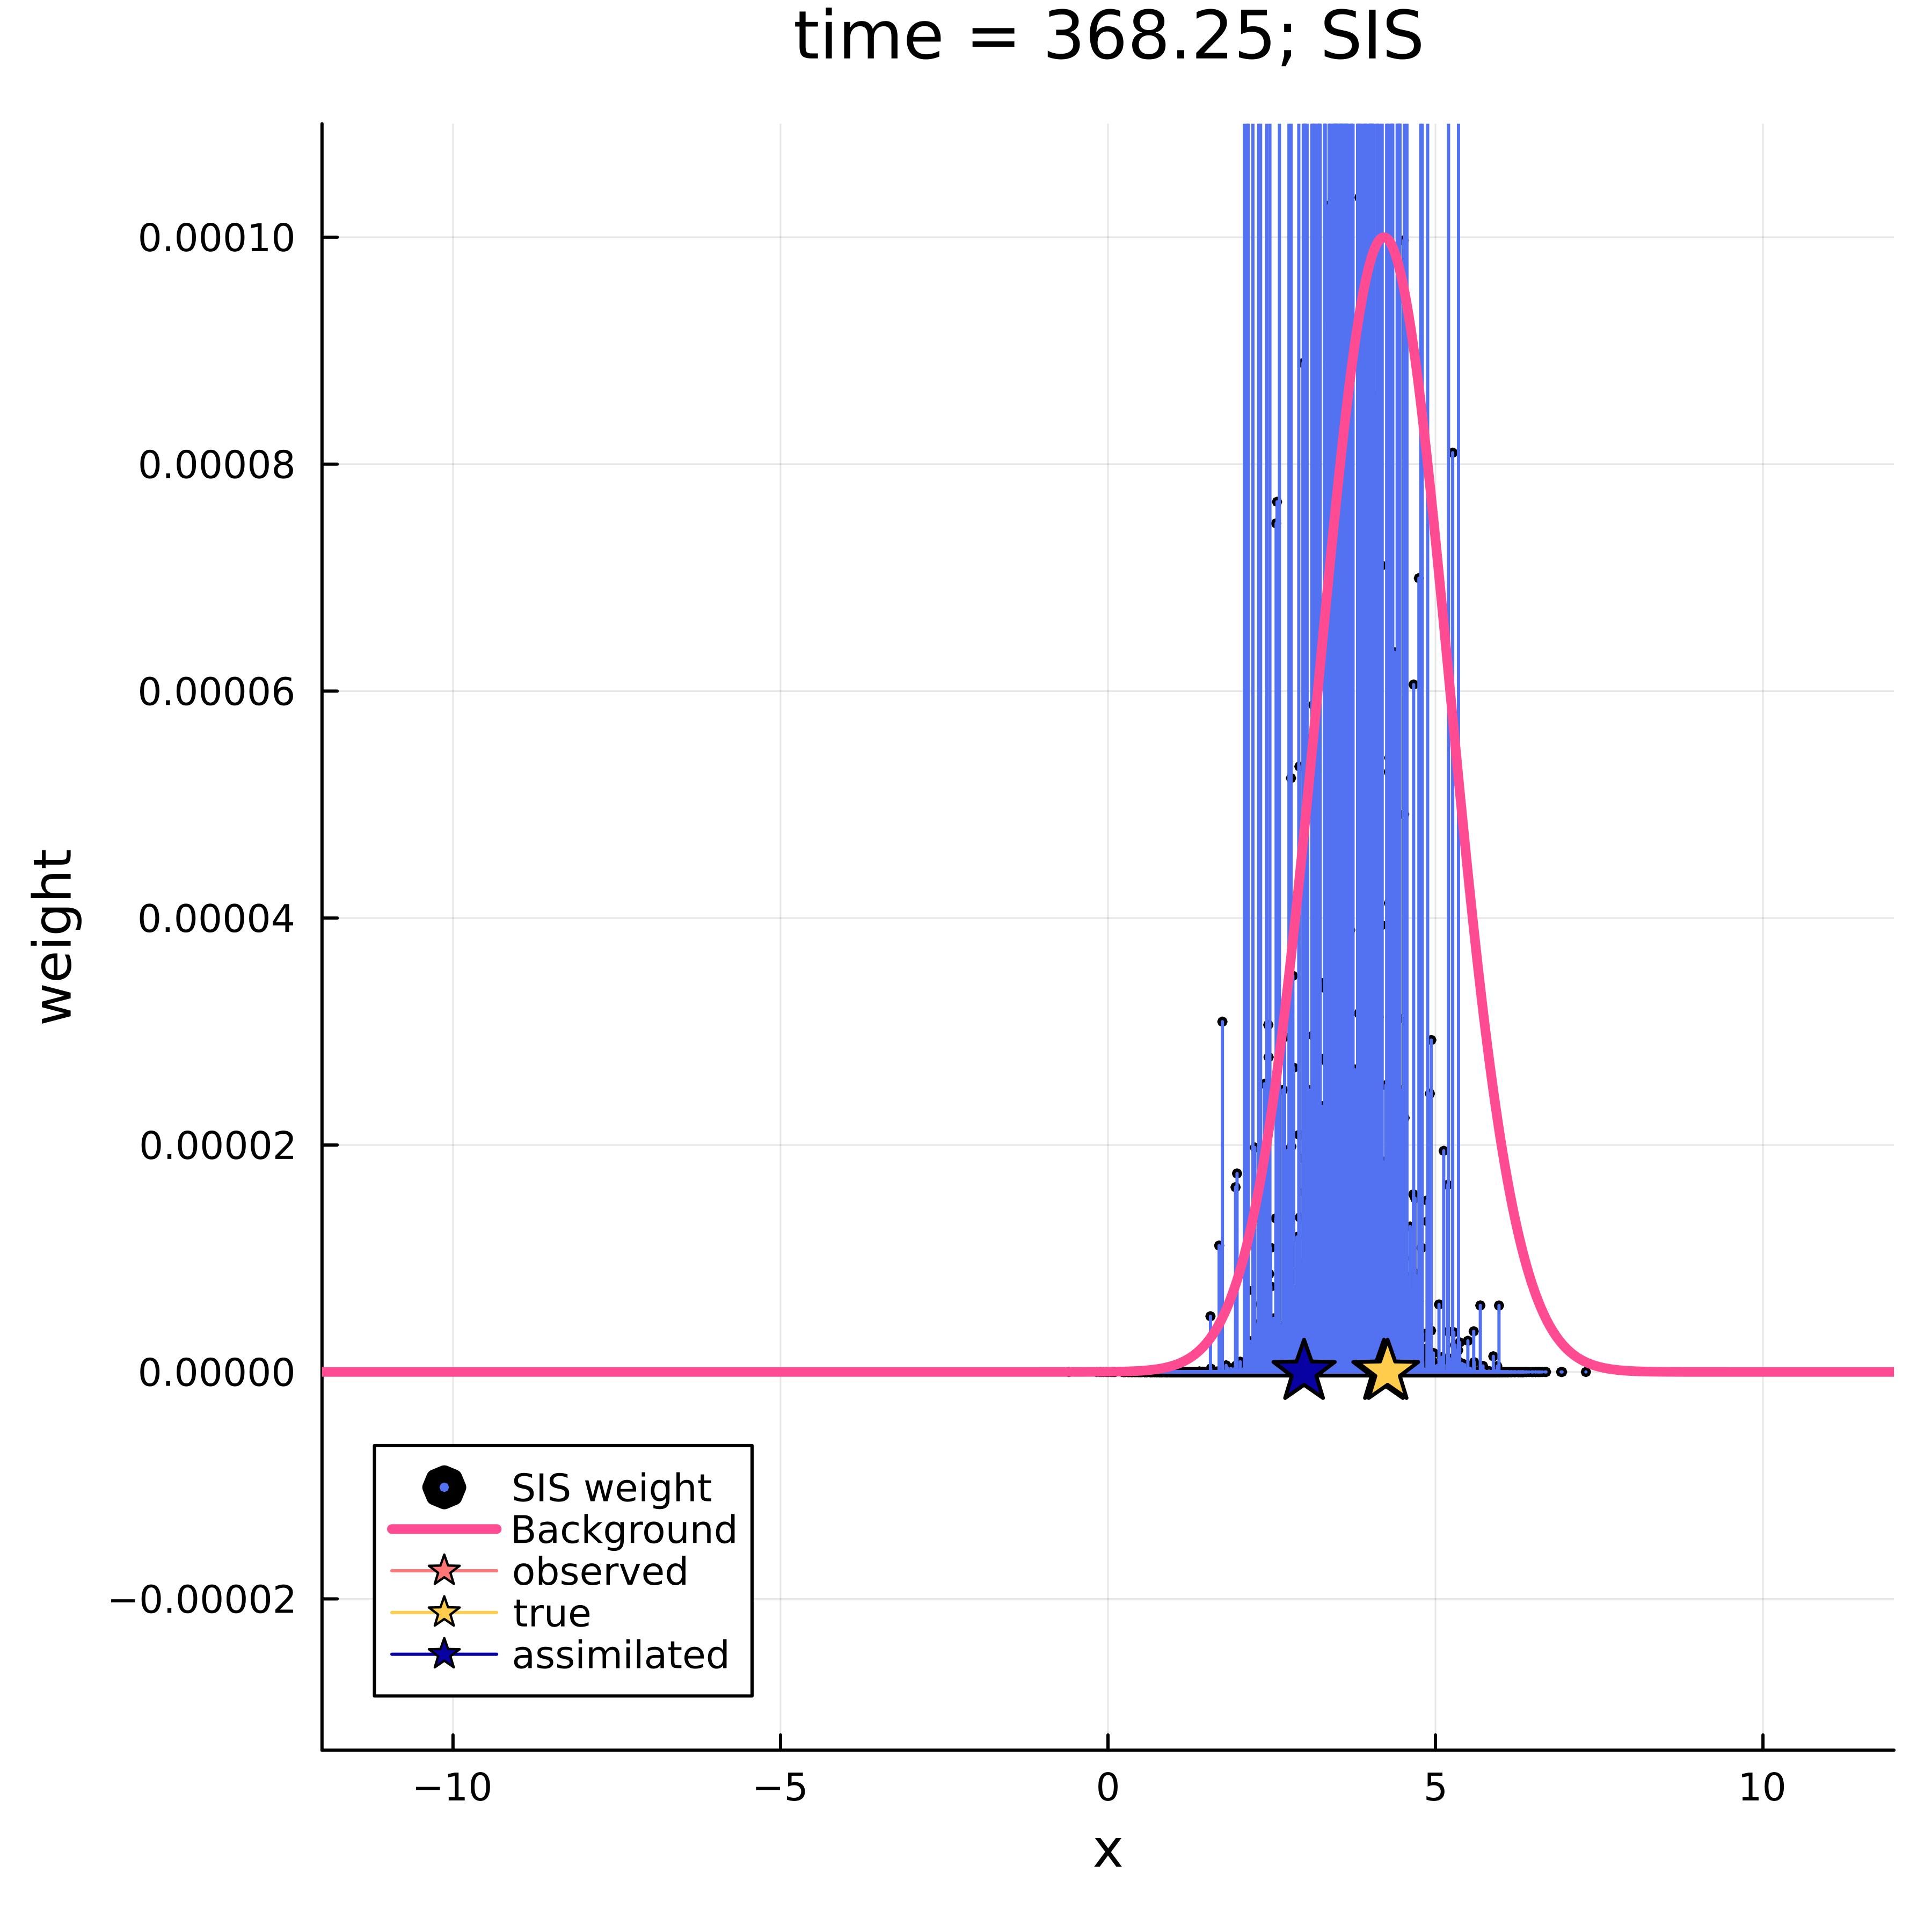 time = 368.25; SIS
weight
0.00010
0.00008
0.00006
0.00004
0.00002
0.00000
−0.00002
SIS weight
Background
observed
true
assimilated
−10
−5
0
5
10
x